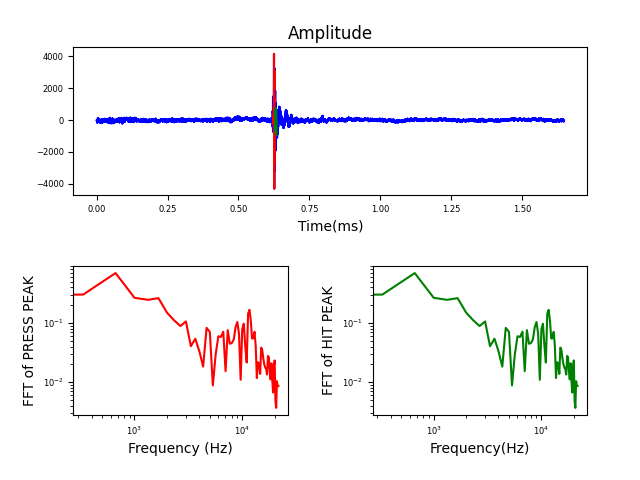 Amplitude
4000
2000
0
−2000
−4000
0.00 0.25 0.50 0.75 1.00 1.25 1.50
Time(ms)
FFT of PRESS PEAK
10⁻¹
10⁻²
10³ 10⁴
Frequency (Hz)
FFT of HIT PEAK
10⁻¹
10⁻²
10³ 10⁴
Frequency(Hz)